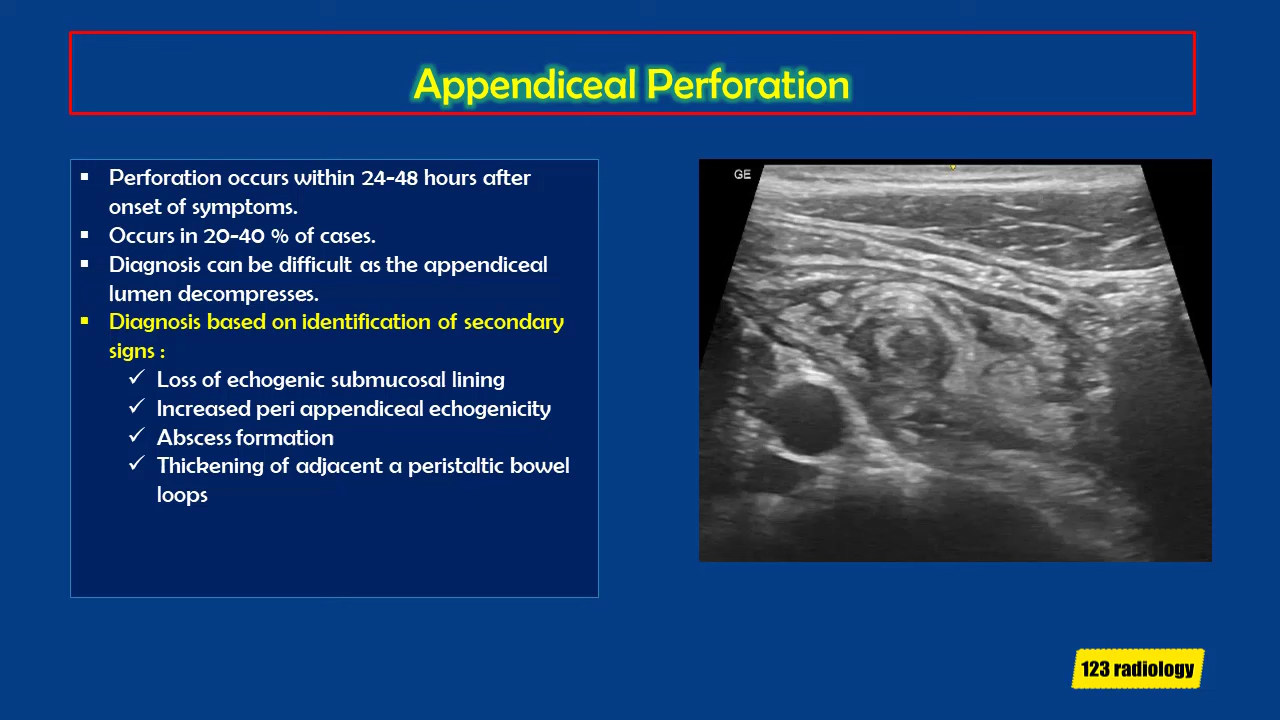 Appendiceal Perforation
▪ Perforation occurs within 24-48 hours after
onset of symptoms.
▪ Occurs in 20-40 % of cases.
▪ Diagnosis can be difficult as the appendiceal
lumen decompresses.
▪ Diagnosis based on identification of secondary
signs :
✓ Loss of echogenic submucosal lining
✓ Increased peri appendiceal echogenicity
✓ Abscess formation
✓ Thickening of adjacent a peristaltic bowel
loops
GE
123 radiology